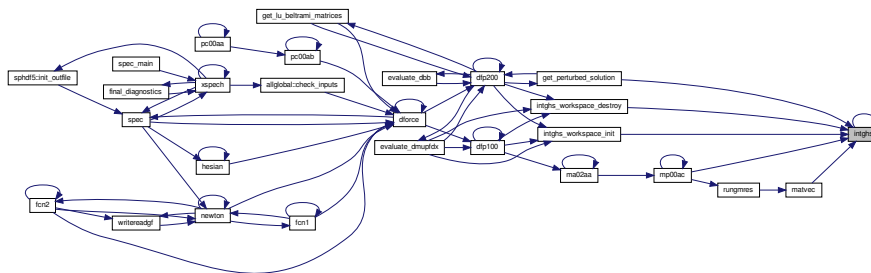 get_lu_beltrami_matrices
pc00aa
pc00ab
spec_main
sphdf5::init_outfile
final_diagnostics
xspech
allglobal::check_inputs
evaluate_dbb
dfp200
get_perturbed_solution
intghs_workspace_destroy
spec
dforce
intghs_workspace_init
evaluate_dmupfdx
dfp100
hesian
ma02aa
mp00ac
rungmres
matvec
fcn2
newton
writereadgf
fcn1